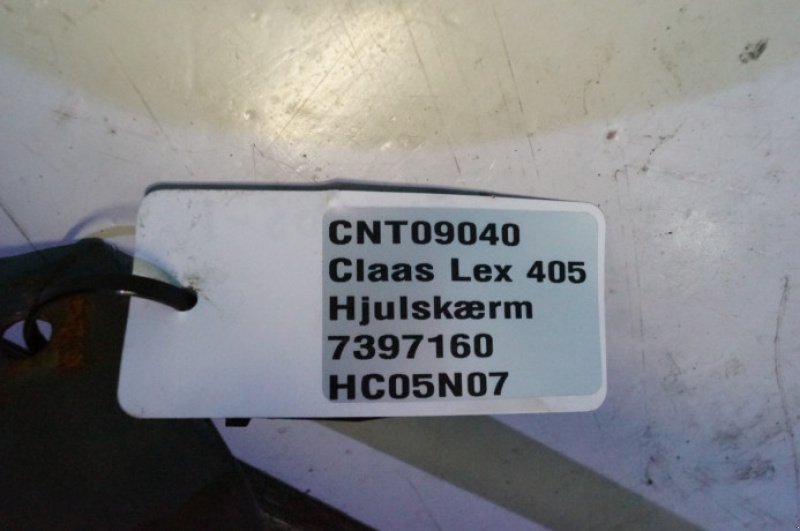 CNT09040
Claas Lex 405
Hjulskærm
7397160
HC05N07